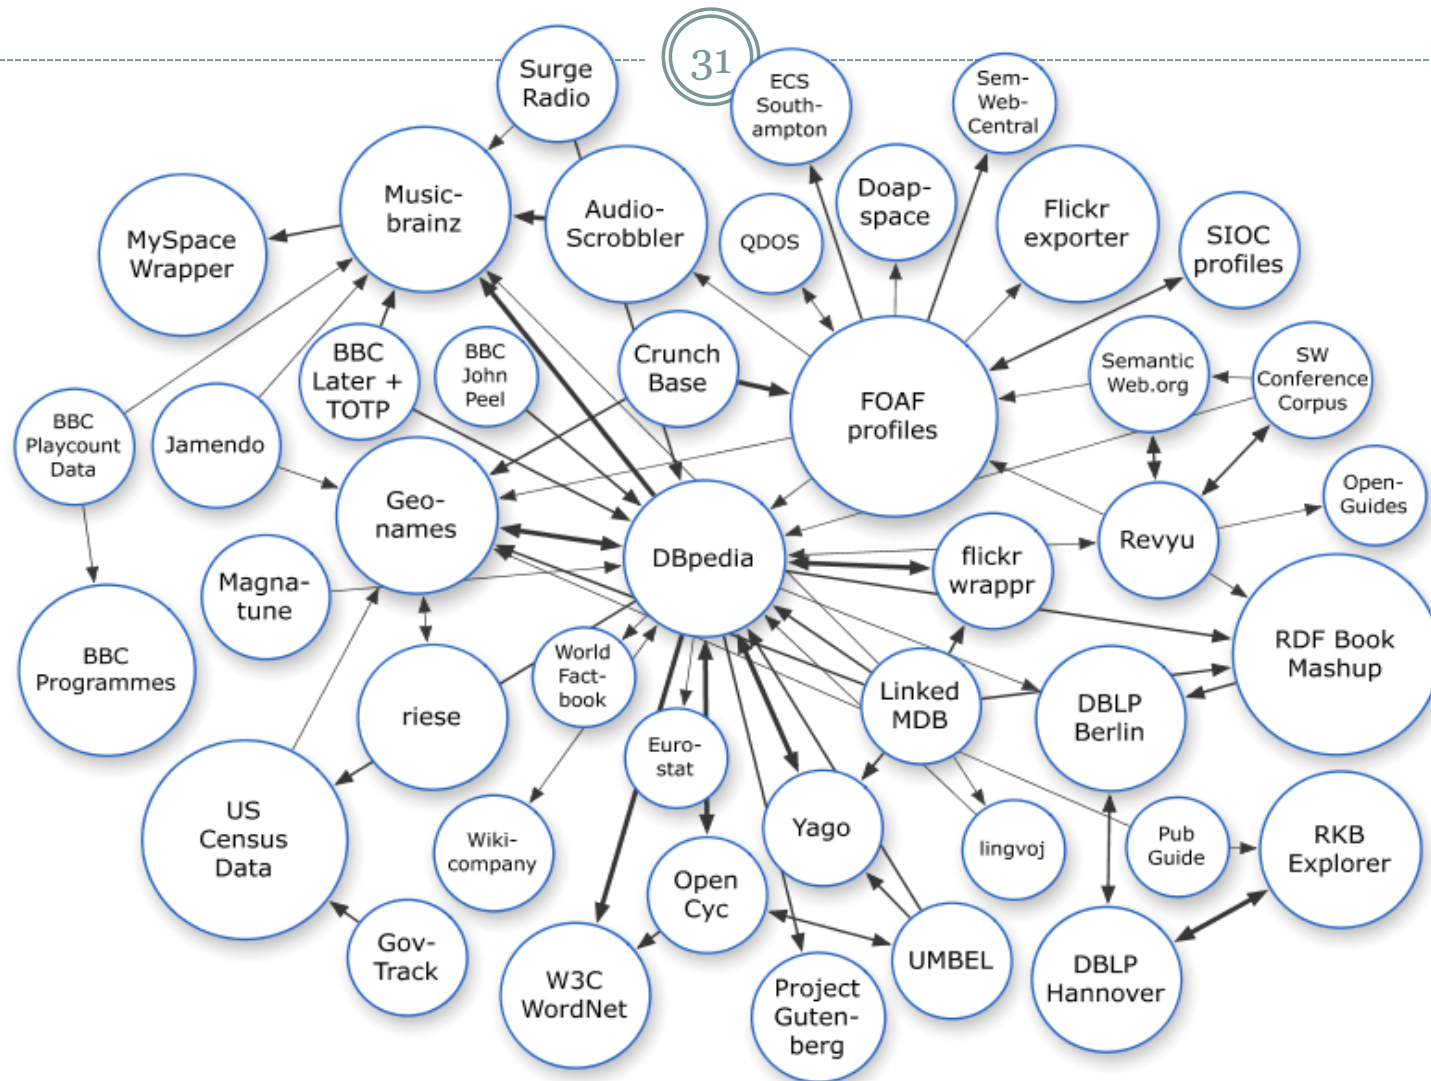 31
Surge
Radio
ECS
South-
ampton
Sem-
Web-
Central
Music-
brainz
Audio-
Scrobbler
Doap-
space
Flickr
exporter
MySpace
Wrapper
QDOS
SIOC
profiles
BBC
Later +
TOTP
BBC
John
Peel
Crunch
Base
FOAF
profiles
Semantic
Web.org
SW
Conference
Corpus
BBC
Playcount
Data
Jamendo
Geo-
names
Open-
Guides
DBpedia
flickr
wrappr
Revyu
Magna-
tune
BBC
Programmes
RDF Book
Mashup
World
Fact-
book
riese
Linked
MDB
DBLP
Berlin
Euro-
stat
US
Census
Data
Wiki-
company
Yago
lingvoj
Pub
Guide
RKB
Explorer
Open
Cyc
Gov-
Track
W3C
WordNet
UMBEL
Project
Guten-
berg
DBLP
Hannover